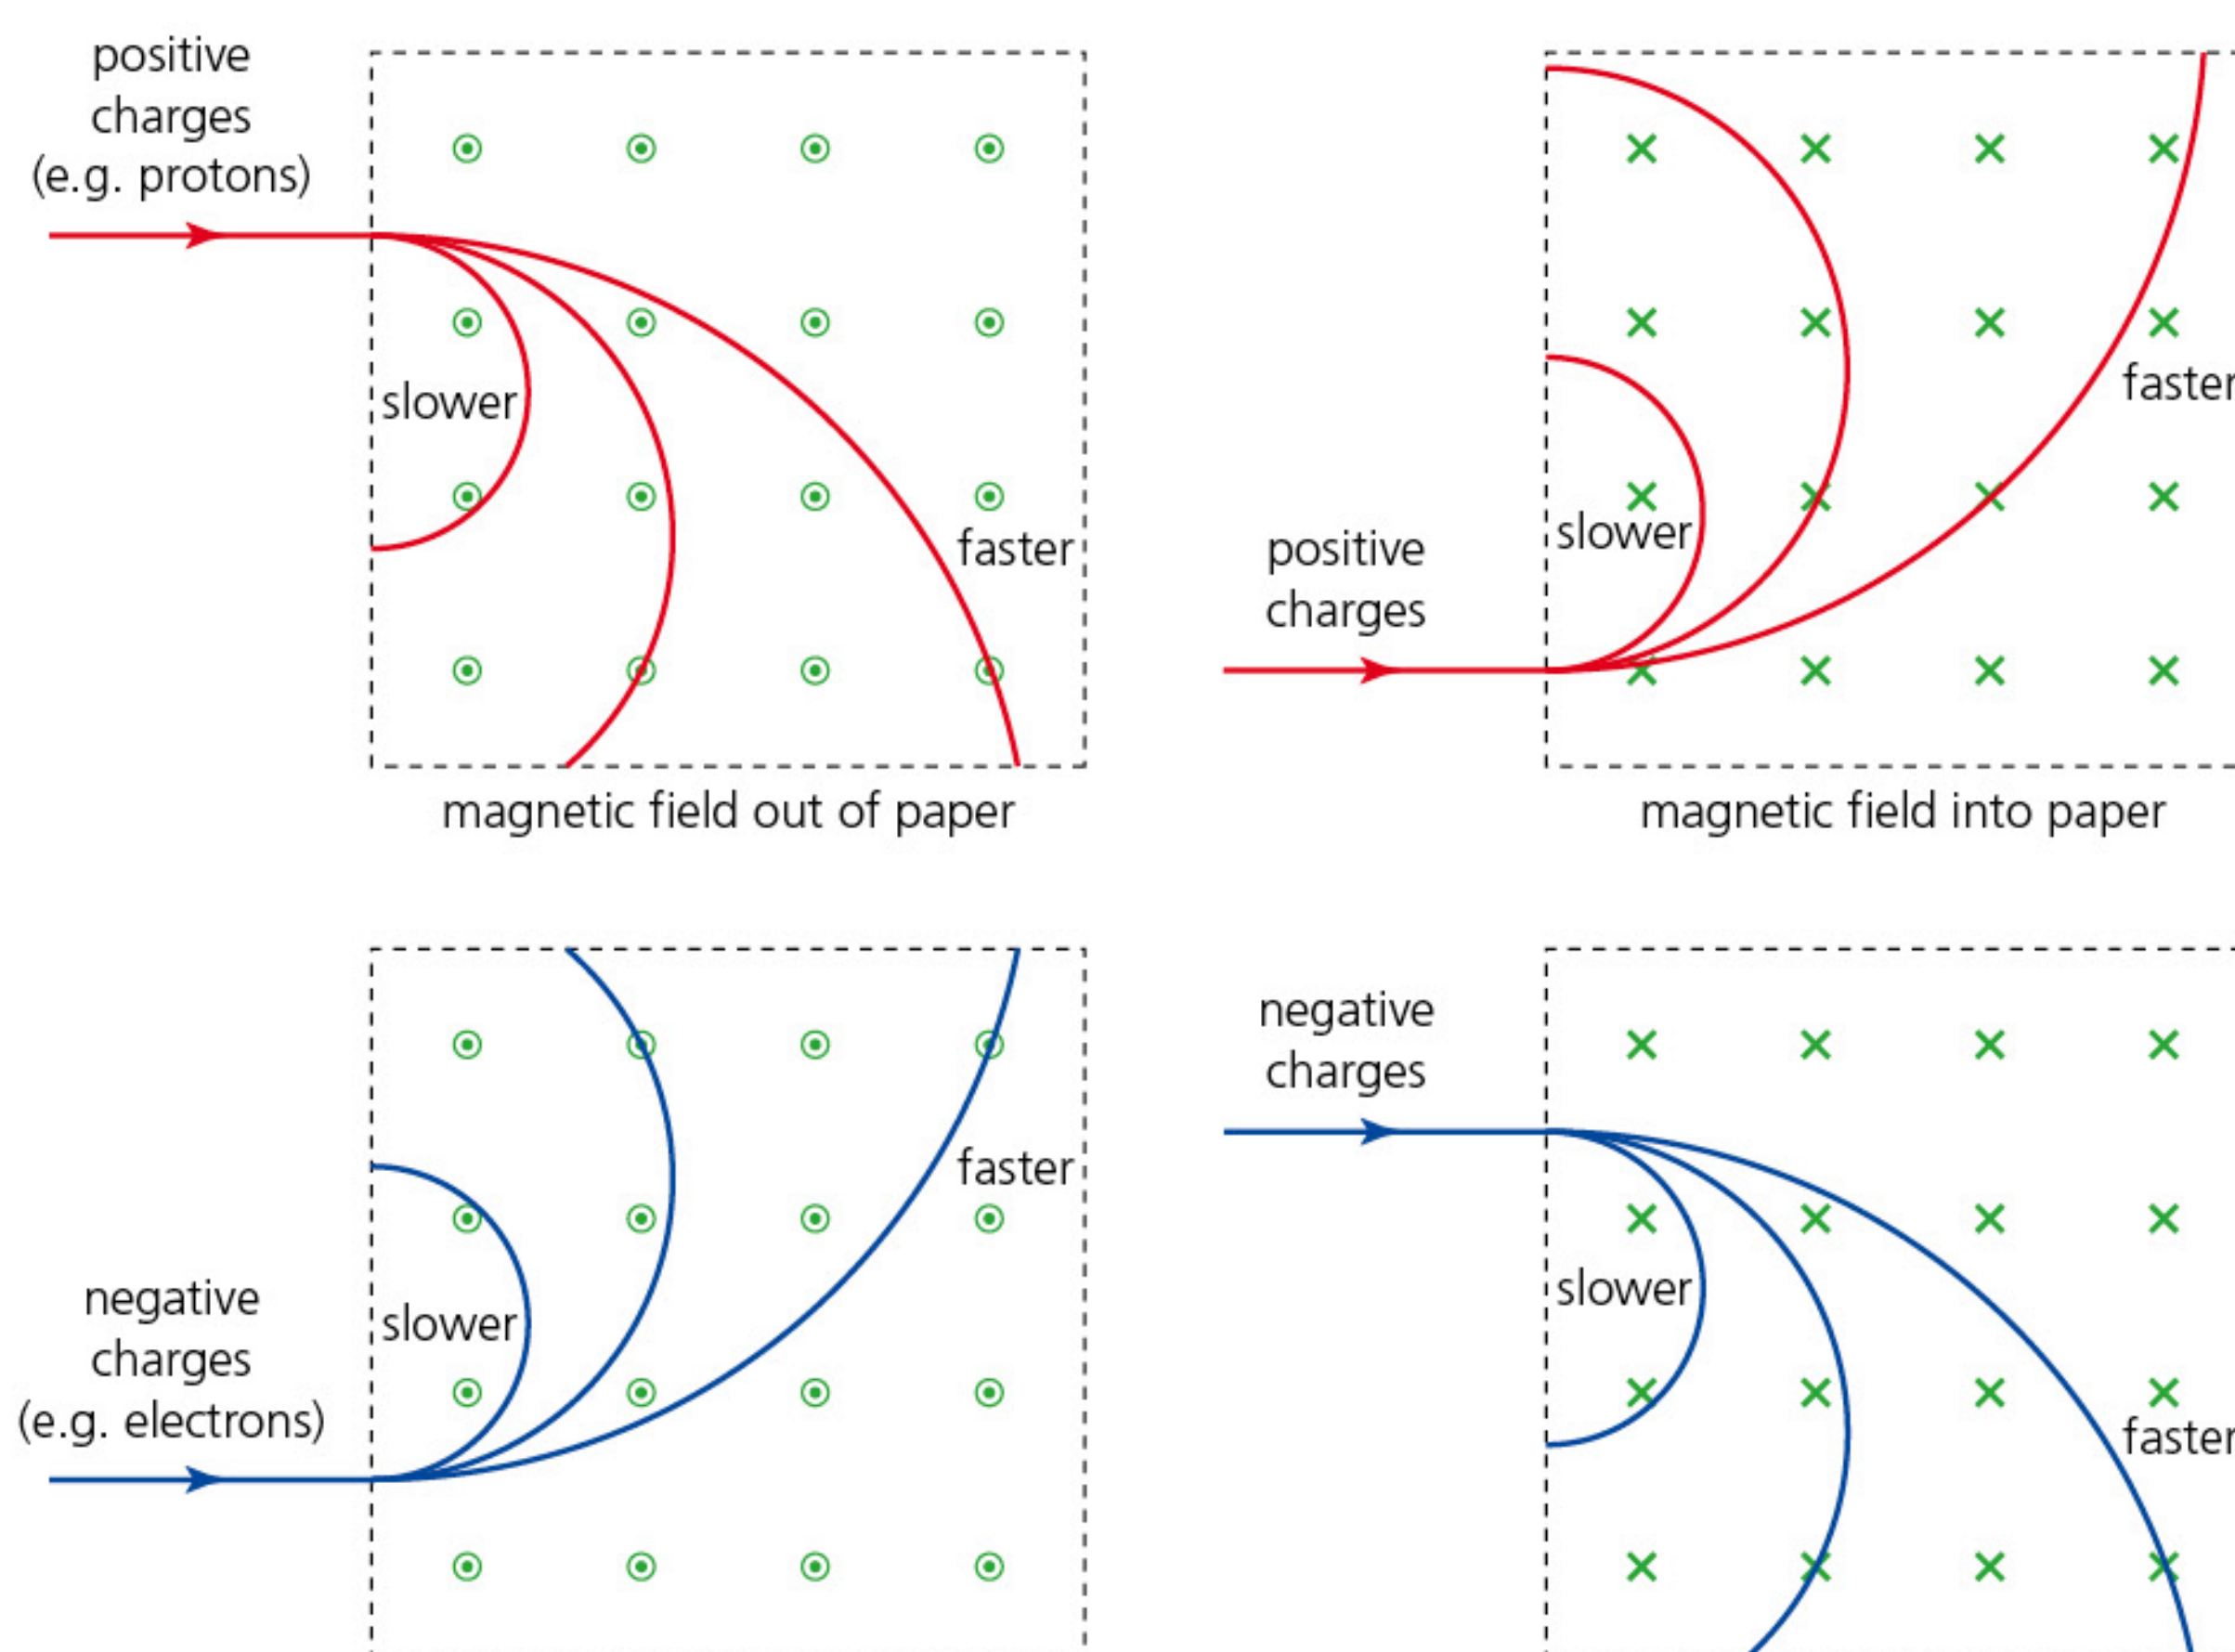 positive
charges
(e.g. protons)
slower
faster
magnetic field out of paper
positive
charges
slower
faster
magnetic field into paper
negative
charges
(e.g. electrons)
slower
faster
negative
charges
slower
faster